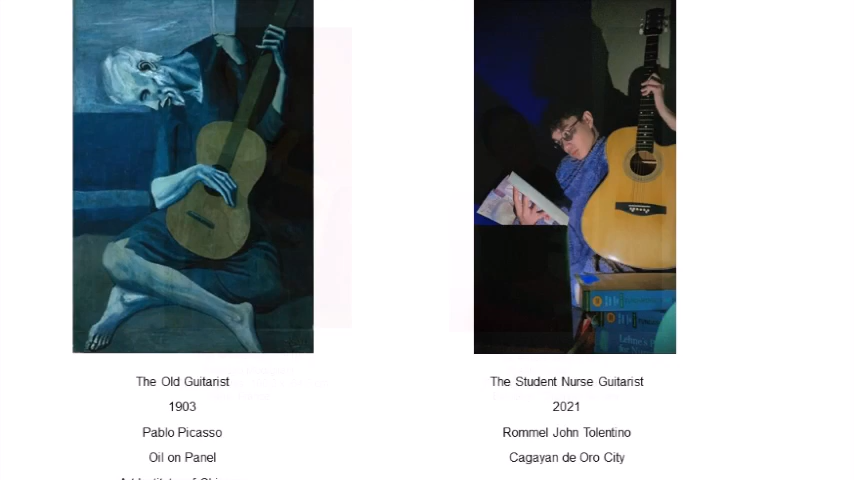 The Old Guitarist
1903
Pablo Picasso
Oil on Panel
The Student Nurse Guitarist
2021
Rommel John Tolentino
Cagayan de Oro City